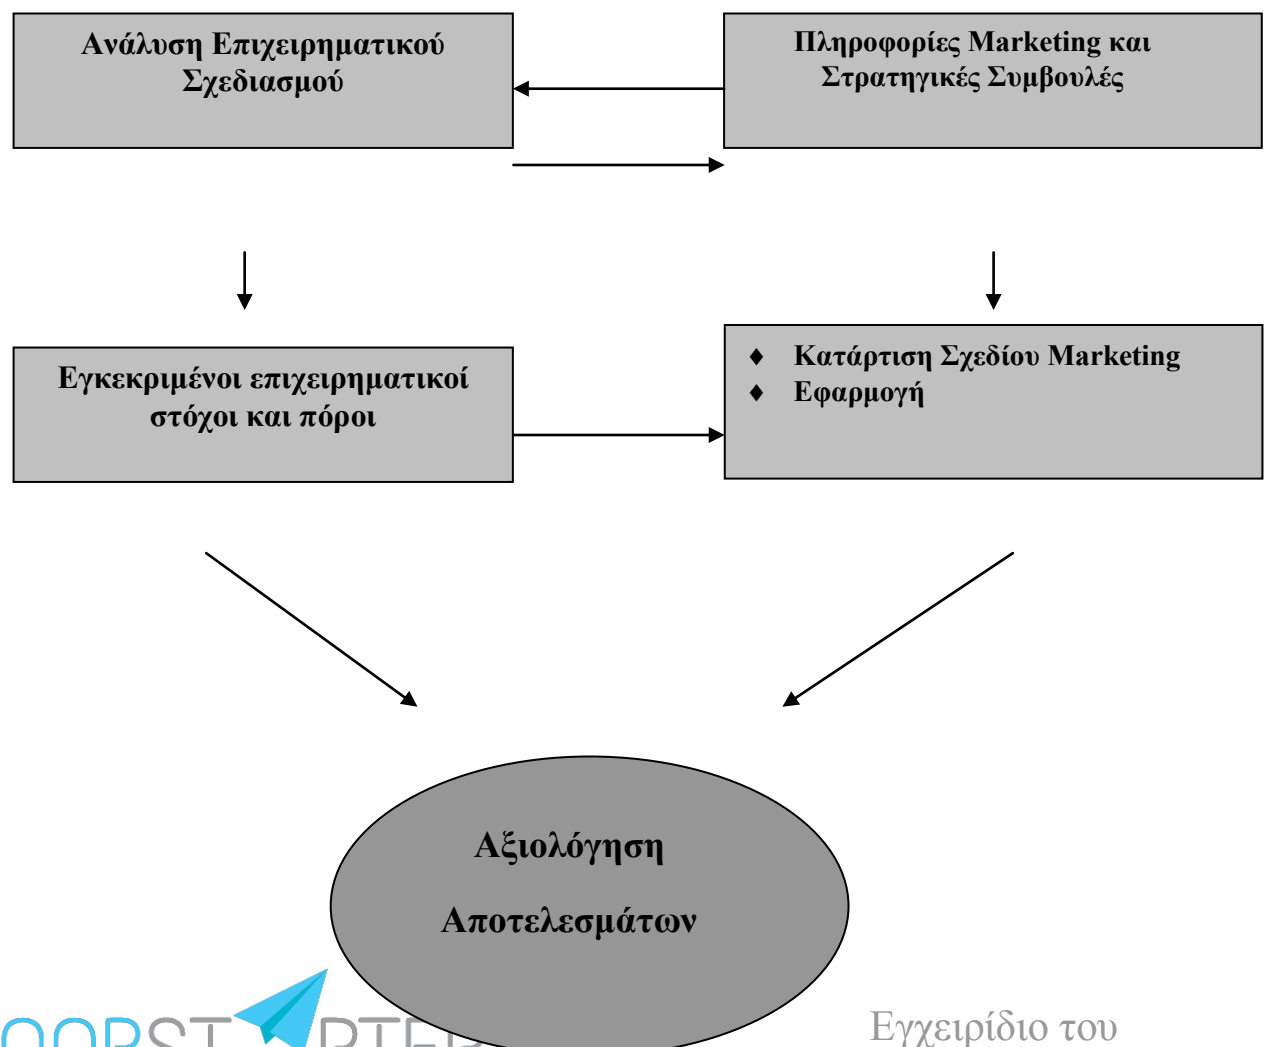 Ανάλυση Επιχειρηματικού
Σχεδιασμού
Πληροφορίες Marketing και
Στρατηγικές Συμβουλές
Εγκεκριμένοι επιχειρηματικοί
στόχοι και πόροι
♦ Κατάρτιση Σχεδίου Marketing
♦ Εφαρμογή
Αξιολόγηση
Αποτελεσμάτων
Εγχειρίδιο του